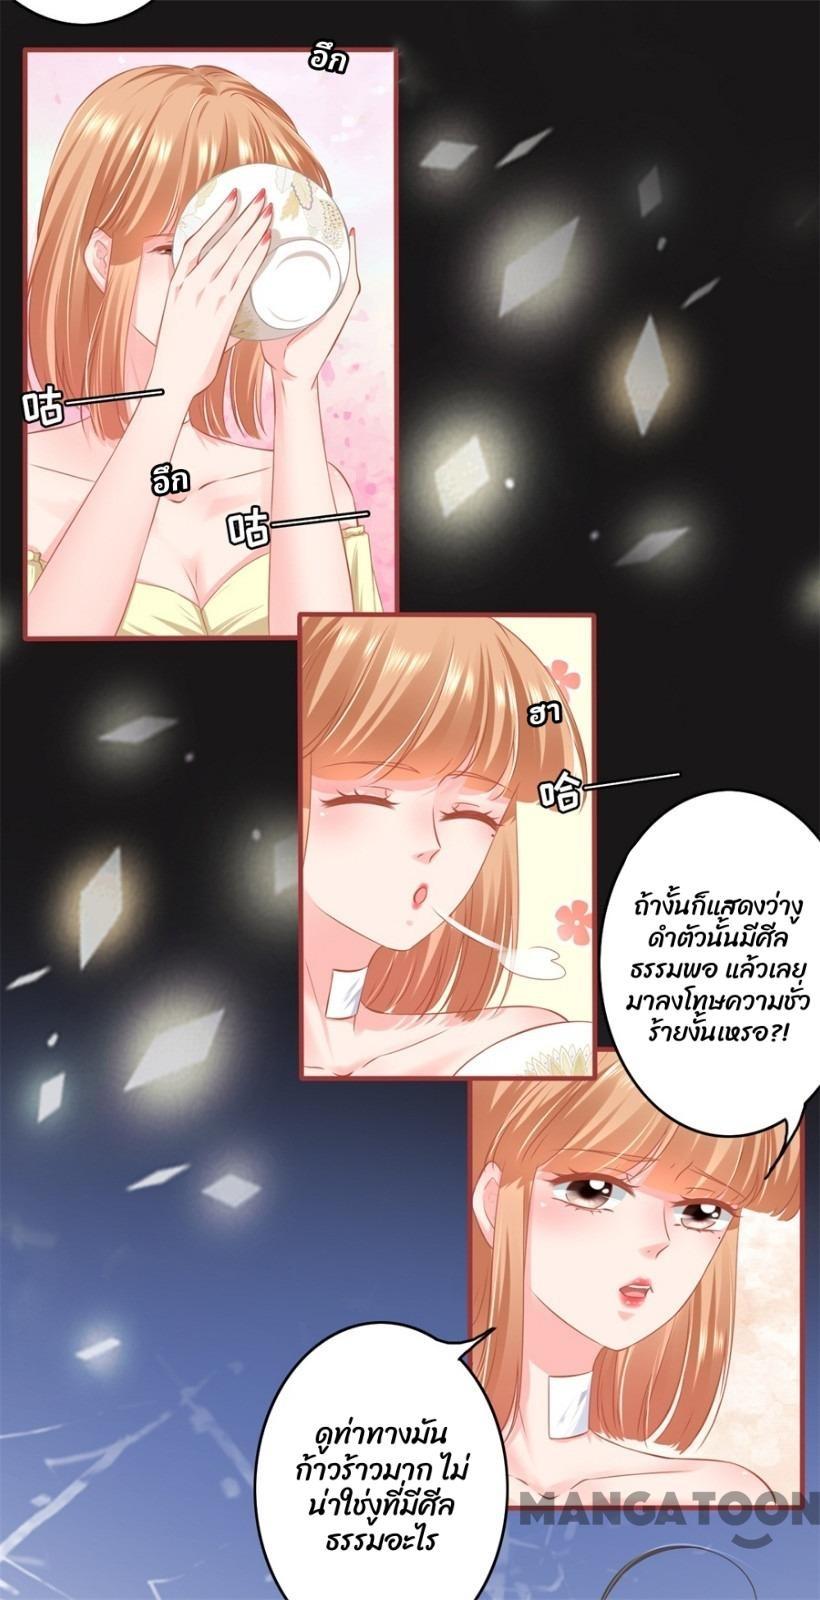 อึก
咕
อึก
咕
ฮา
哈
ถ้างั้นก็แสดงว่างู
ดำตัวนั้นมีศีล
ธรรมพอ แล้วเลย
มาลงโทษความชั่ว
ร้ายงั้นเหรอ?!
ดูท่าทางมัน
ก้าวร้าวมาก ไม่
น่าใช่งูที่มีศีล
ธรรมอะไร
MANGATOON